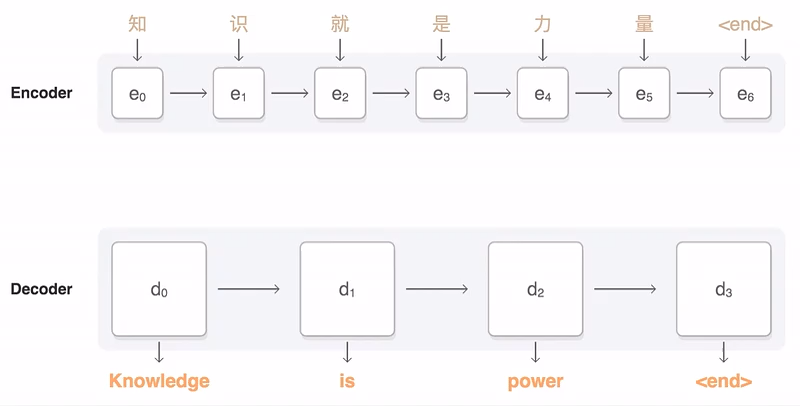 知 识 就 是 力 量 <end>
Encoder e₀ e₁ e₂ e₃ e₄ e₅ e₆
Decoder d₀ d₁ d₂ d₃
Knowledge is power <end>